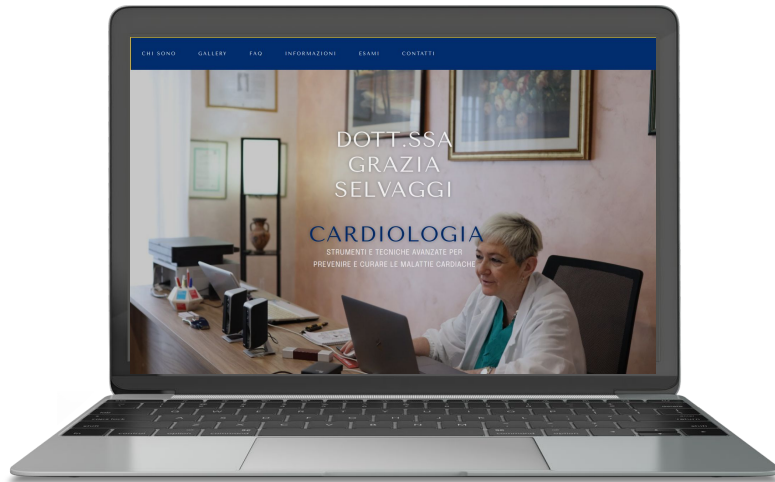 CHI SONO GALLERY FAQ INFORMAZIONI ESAMI CONTATTI
DOTT.SSA
GRAZIA
SELVAGGI
CARDIOLOGIA
STRUMENTI E TECNICHE AVANZATE PER
PREVENIRE E CURARE LE MALATTIE CARDIACHE